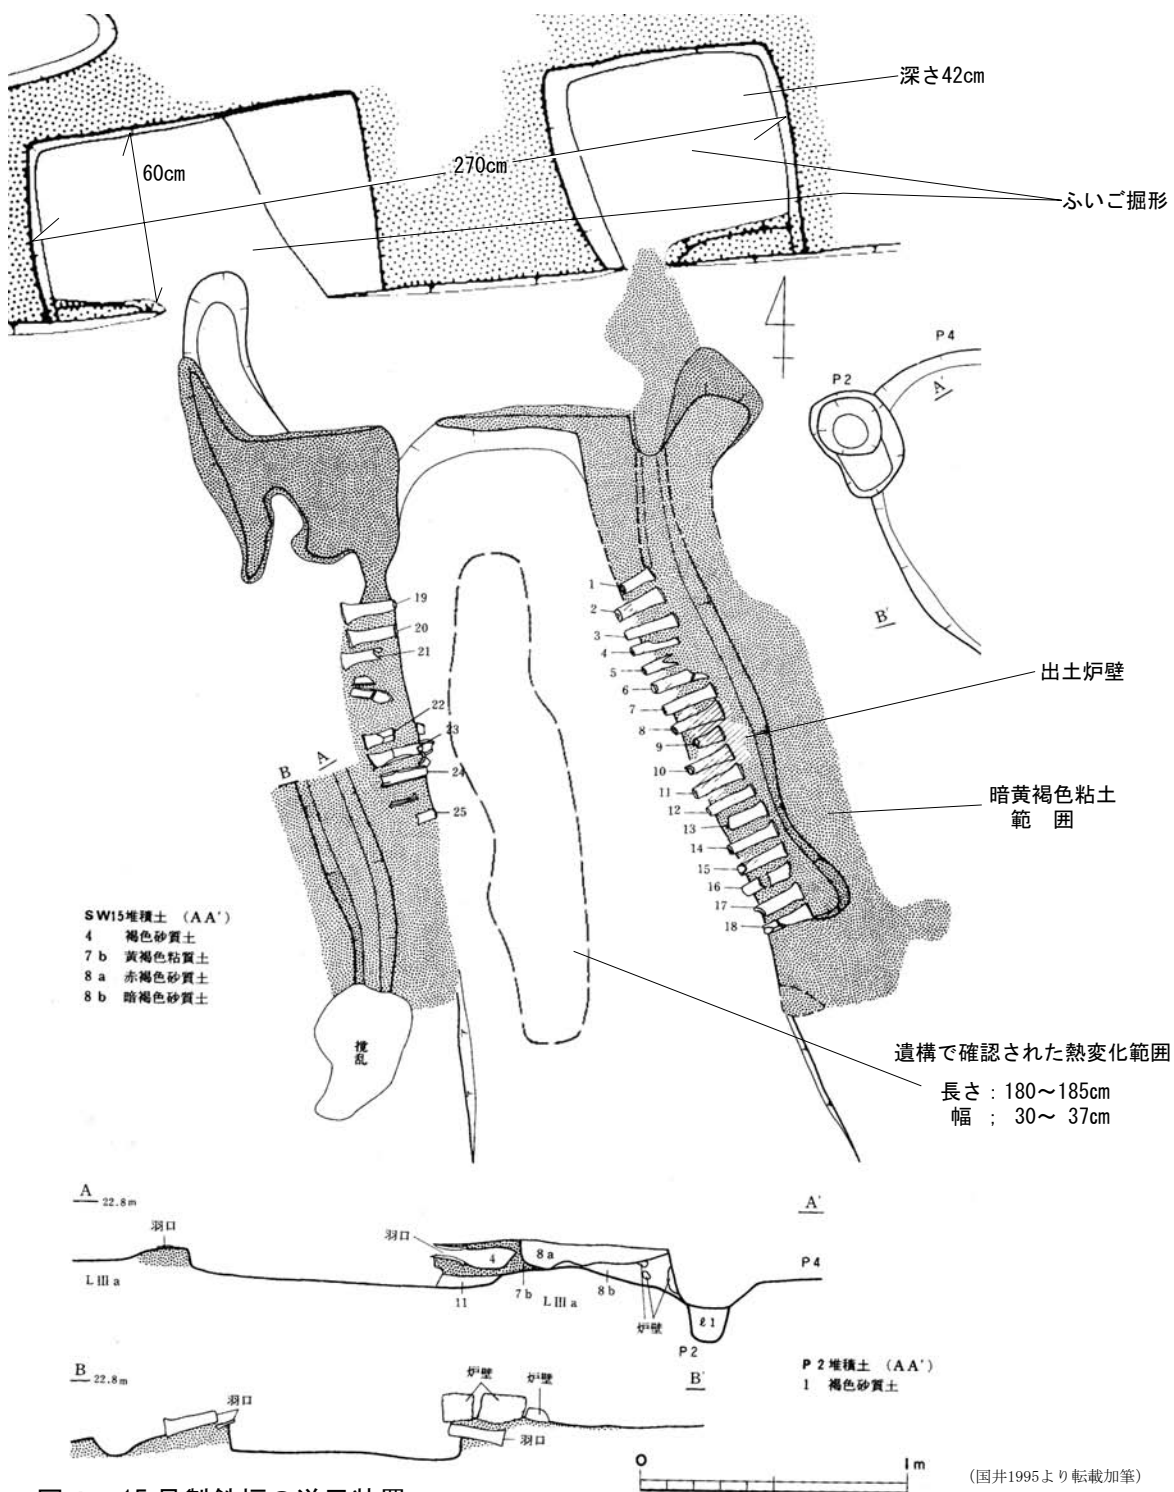 深さ42cm
60cm
270cm
ふいご掘形
P4
P2
A'
B'
1
2
3
4
5
6
7
8
9
10
11
12
13
14
15
16
17
18
19
20
21
22
23
24
25
B
A
出土炉壁
暗黄褐色粘土
範 囲
SW15堆積土 (AA')
4 褐色砂質土
7b 黄褐色粘質土
8a 赤褐色砂質土
8b 暗褐色砂質土
攪乱
遺構で確認された熱変化範囲
長さ:180〜185cm
幅 ; 30〜 37cm
A 22.8m
A'
羽口
羽口
4
8a
P4
LⅢa
11
7b
LⅢa
8b
炉壁
ℓ1
P2
B 22.8m
炉壁
炉壁
B'
羽口
羽口
P2堆積土 (AA')
1 褐色砂質土
0
1m
(国井1995より転載加筆)